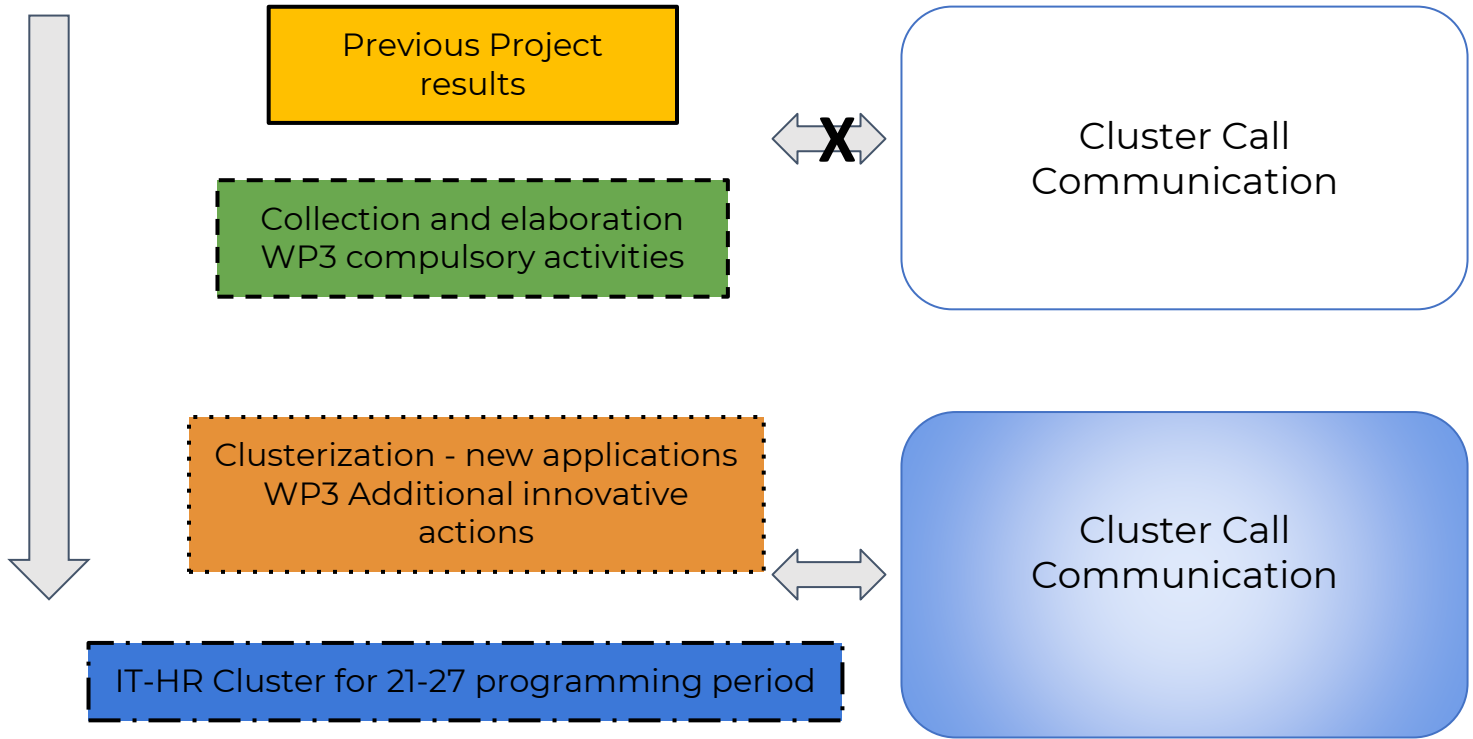 Previous Project
results
X
Cluster Call
Communication
Collection and elaboration
WP3 compulsory activities
Clusterization - new applications
WP3 Additional innovative
actions
Cluster Call
Communication
IT-HR Cluster for 21-27 programming period